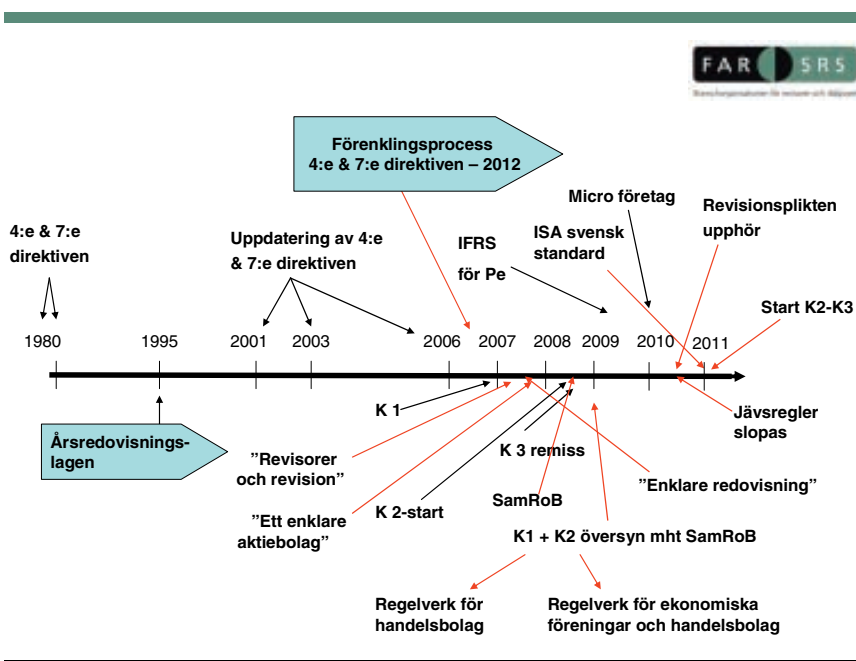 FAR SRS
Förenklingsprocess
4:e & 7:e direktiven – 2012
Micro företag
Revisionsplikten
upphör
4:e & 7:e
direktiven
Uppdatering av 4:e
& 7:e direktiven
IFRS
för Pe
ISA svensk
standard
Start K2-K3
1980
1995
2001
2003
2006
2007
2008
2009
2010
2011
Årsredovisnings-
lagen
K 1
Jävsregler
slopas
"Revisorer
och revision"
K 3 remiss
"Enklare redovisning"
"Ett enklare
aktiebolag"
K 2-start
SamRoB
K1 + K2 översyn mht SamRoB
Regelverk för
handelsbolag
Regelverk för ekonomiska
föreningar och handelsbolag